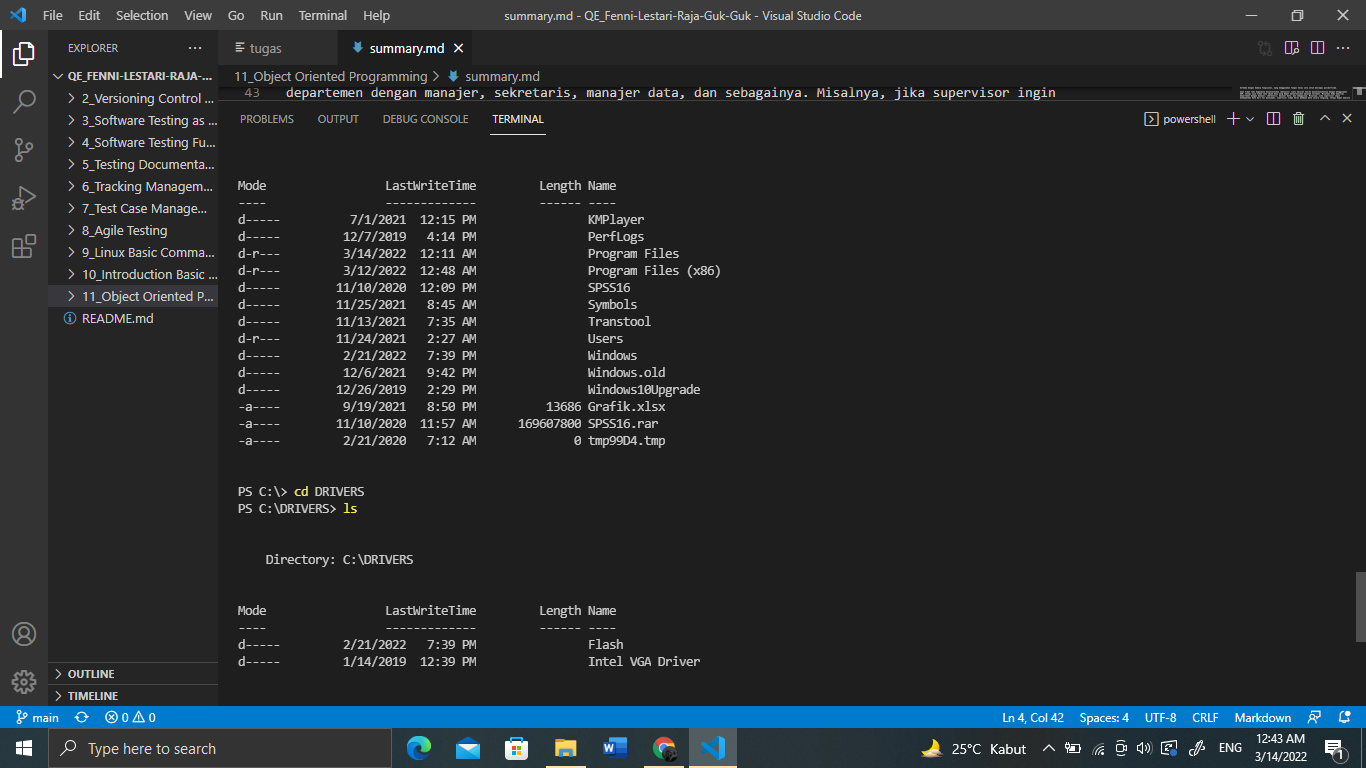 File Edit Selection View Go Run Terminal Help
summary.md - QE_Fenni-Lestari-Raja-Guk-Guk - Visual Studio Code
EXPLORER
QE_FENNI-LESTARI-RAJA-...
2_Versioning Control ...
3_Software Testing as ...
4_Software Testing Fu...
5_Testing Documenta...
6_Tracking Managem...
7_Test Case Manage...
8_Agile Testing
9_Linux Basic Comma...
10_Introduction Basic ...
11_Object Oriented P...
README.md
OUTLINE
TIMELINE
tugas summary.md
11_Object Oriented Programming > summary.md
43 departemen dengan manajer, sekretaris, manajer data, dan sebagainya. Misalnya, jika supervisor ingin
PROBLEMS OUTPUT DEBUG CONSOLE TERMINAL powershell
Mode LastWriteTime Length Name
---- ------------- ------ ----
d----- 7/1/2021 12:15 PM KMPlayer
d----- 12/7/2019 4:14 PM PerfLogs
d-r--- 3/14/2022 12:11 AM Program Files
d-r--- 3/12/2022 12:48 AM Program Files (x86)
d----- 11/10/2020 12:09 PM SPSS16
d----- 11/25/2021 8:45 AM Symbols
d----- 11/13/2021 7:35 AM Transtool
d-r--- 11/24/2021 2:27 AM Users
d----- 2/21/2022 7:39 PM Windows
d----- 12/6/2021 9:42 PM Windows.old
d----- 12/26/2019 2:29 PM Windows10Upgrade
-a---- 9/19/2021 8:50 PM 13686 Grafik.xlsx
-a---- 11/10/2020 11:57 AM 169607800 SPSS16.rar
-a---- 2/21/2020 7:12 AM 0 tmp99D4.tmp
PS C:\> cd DRIVERS
PS C:\DRIVERS> ls
Directory: C:\DRIVERS
Mode LastWriteTime Length Name
---- ------------- ------ ----
d----- 2/21/2022 7:39 PM Flash
d----- 1/14/2019 12:39 PM Intel VGA Driver
main 0 0 Ln 4, Col 42 Spaces: 4 UTF-8 CRLF Markdown
Type here to search 25°C Kabut ENG 12:43 AM
3/14/2022 1